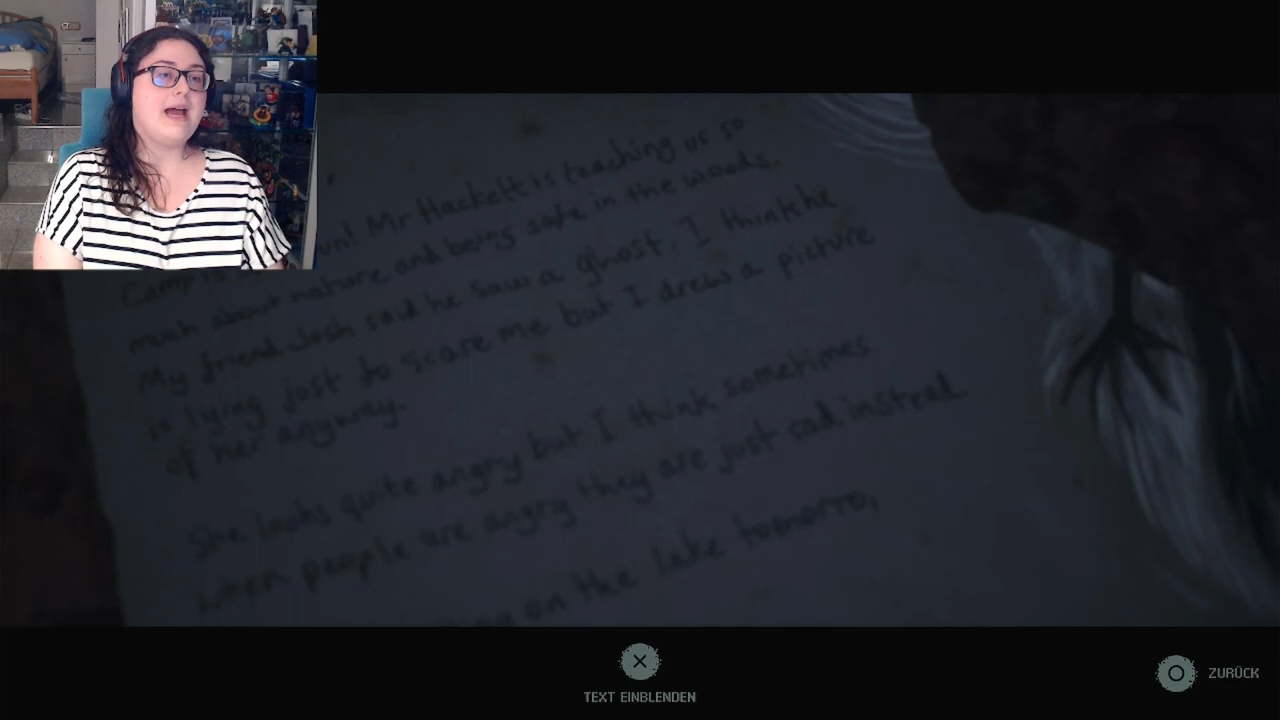 Camp un! Mr Hackett is teaching us so
much about nature and being safe in the woods
My friend Josh said he saw a ghost. I think he
is lying just to scare me but I drew a picture
of her anyway.
She looks quite angry but I think sometimes
when people are angry they are just sad instead
on the lake tomorro,
TEXT EINBLENDEN
ZURÜCK